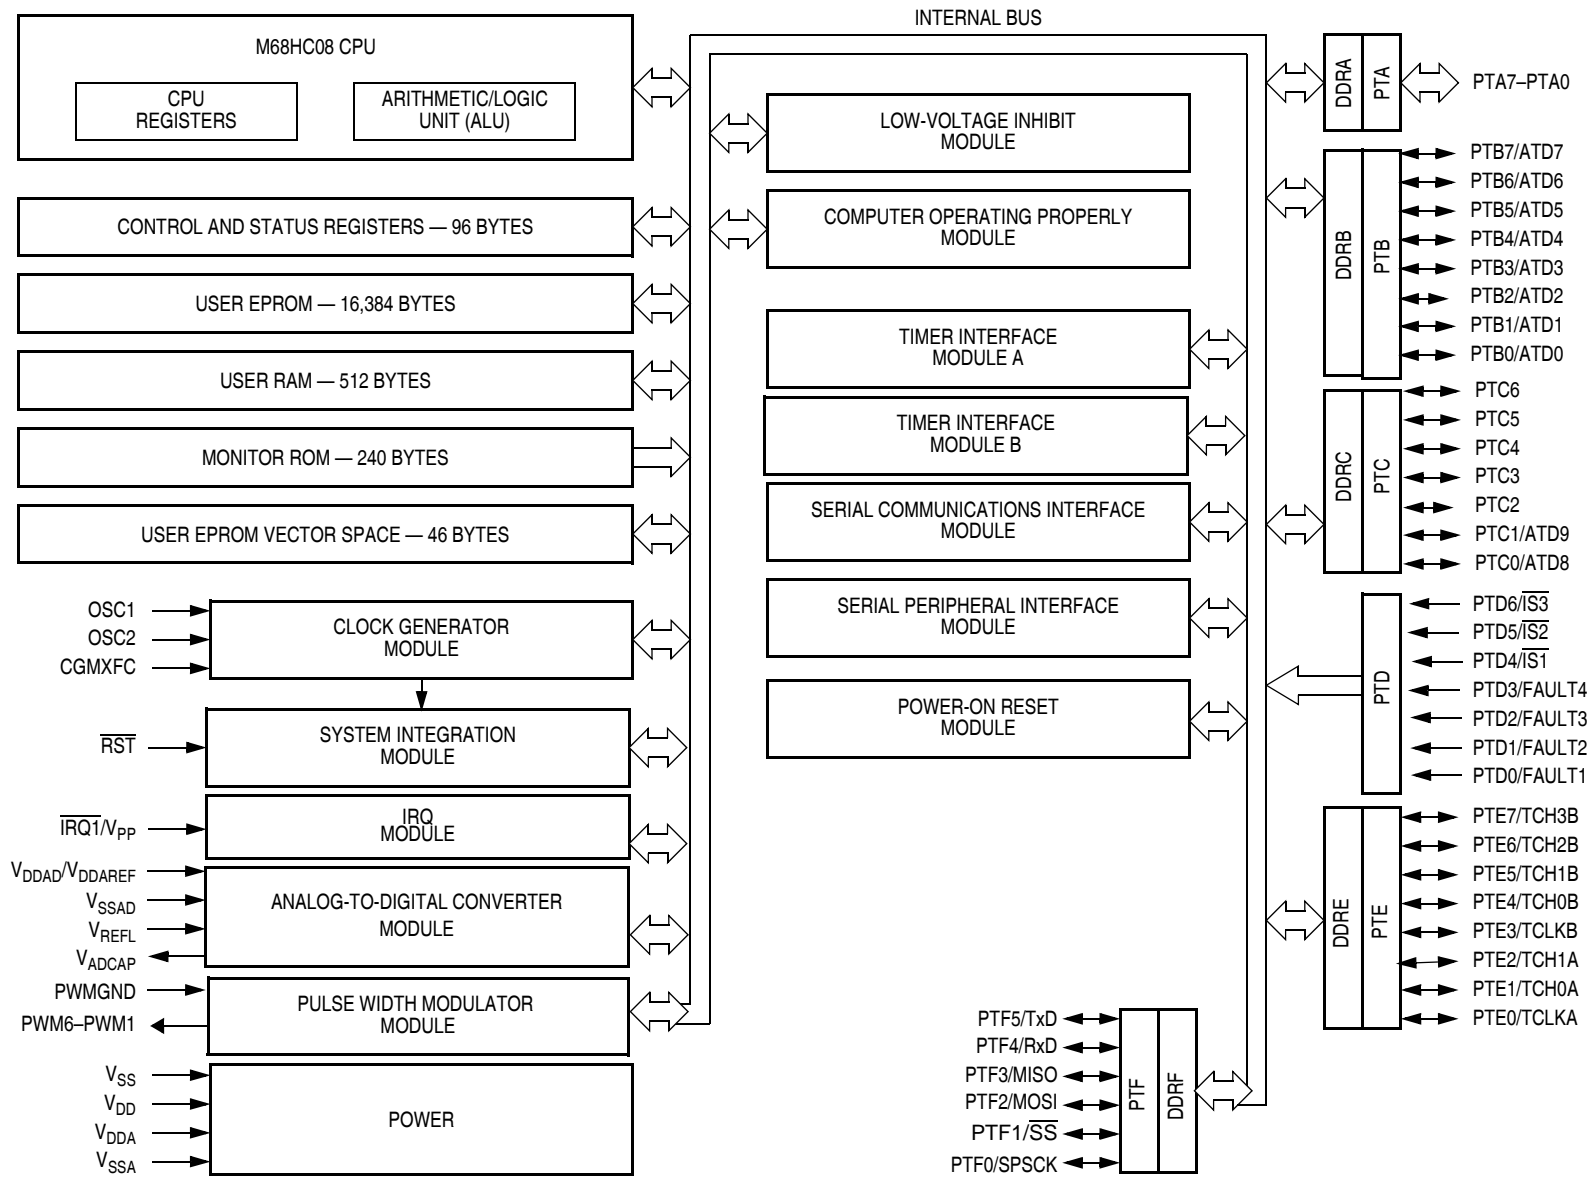 INTERNAL BUS
M68HC08 CPU
CPU
REGISTERS
ARITHMETIC/LOGIC
UNIT (ALU)
CONTROL AND STATUS REGISTERS — 96 BYTES
USER EPROM — 16,384 BYTES
USER RAM — 512 BYTES
MONITOR ROM — 240 BYTES
USER EPROM VECTOR SPACE — 46 BYTES
OSC1
OSC2
CGMXFC
CLOCK GENERATOR
MODULE
RST
SYSTEM INTEGRATION
MODULE
IRQ1/VPP
IRQ
MODULE
VDDAD/VDDAREF
VSSAD
VREFL
VADCAP
ANALOG-TO-DIGITAL CONVERTER
MODULE
PWMGND
PWM6–PWM1
PULSE WIDTH MODULATOR
MODULE
VSS
VDD
VDDA
VSSA
POWER
LOW-VOLTAGE INHIBIT
MODULE
COMPUTER OPERATING PROPERLY
MODULE
TIMER INTERFACE
MODULE A
TIMER INTERFACE
MODULE B
SERIAL COMMUNICATIONS INTERFACE
MODULE
SERIAL PERIPHERAL INTERFACE
MODULE
POWER-ON RESET
MODULE
PTF5/TxD
PTF4/RxD
PTF3/MISO
PTF2/MOSI
PTF1/SS
PTF0/SPSCK
PTF
DDRF
DDRA
PTA
PTA7–PTA0
DDRB
PTB
PTB7/ATD7
PTB6/ATD6
PTB5/ATD5
PTB4/ATD4
PTB3/ATD3
PTB2/ATD2
PTB1/ATD1
PTB0/ATD0
DDRC
PTC
PTC6
PTC5
PTC4
PTC3
PTC2
PTC1/ATD9
PTC0/ATD8
PTD
PTD6/IS3
PTD5/IS2
PTD4/IS1
PTD3/FAULT4
PTD2/FAULT3
PTD1/FAULT2
PTD0/FAULT1
DDRE
PTE
PTE7/TCH3B
PTE6/TCH2B
PTE5/TCH1B
PTE4/TCH0B
PTE3/TCLKB
PTE2/TCH1A
PTE1/TCH0A
PTE0/TCLKA